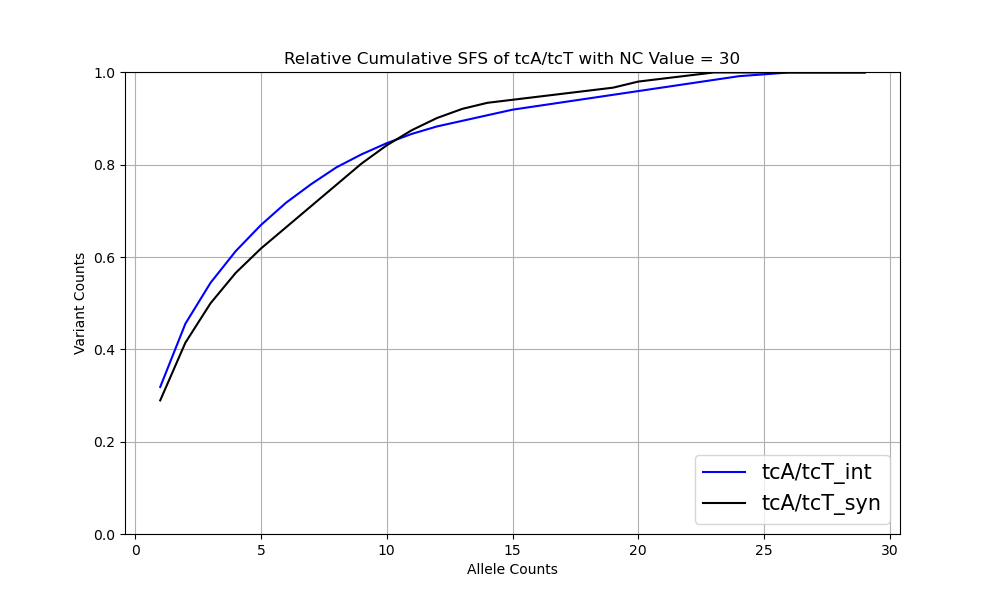 Relative Cumulative SFS of tcA/tcT with NC Value = 30
1.0
0.8
0.6
0.4
0.2
0.0
Variant Counts
tcA/tcT_int
tcA/tcT_syn
0 5 10 15 20 25 30
Allele Counts